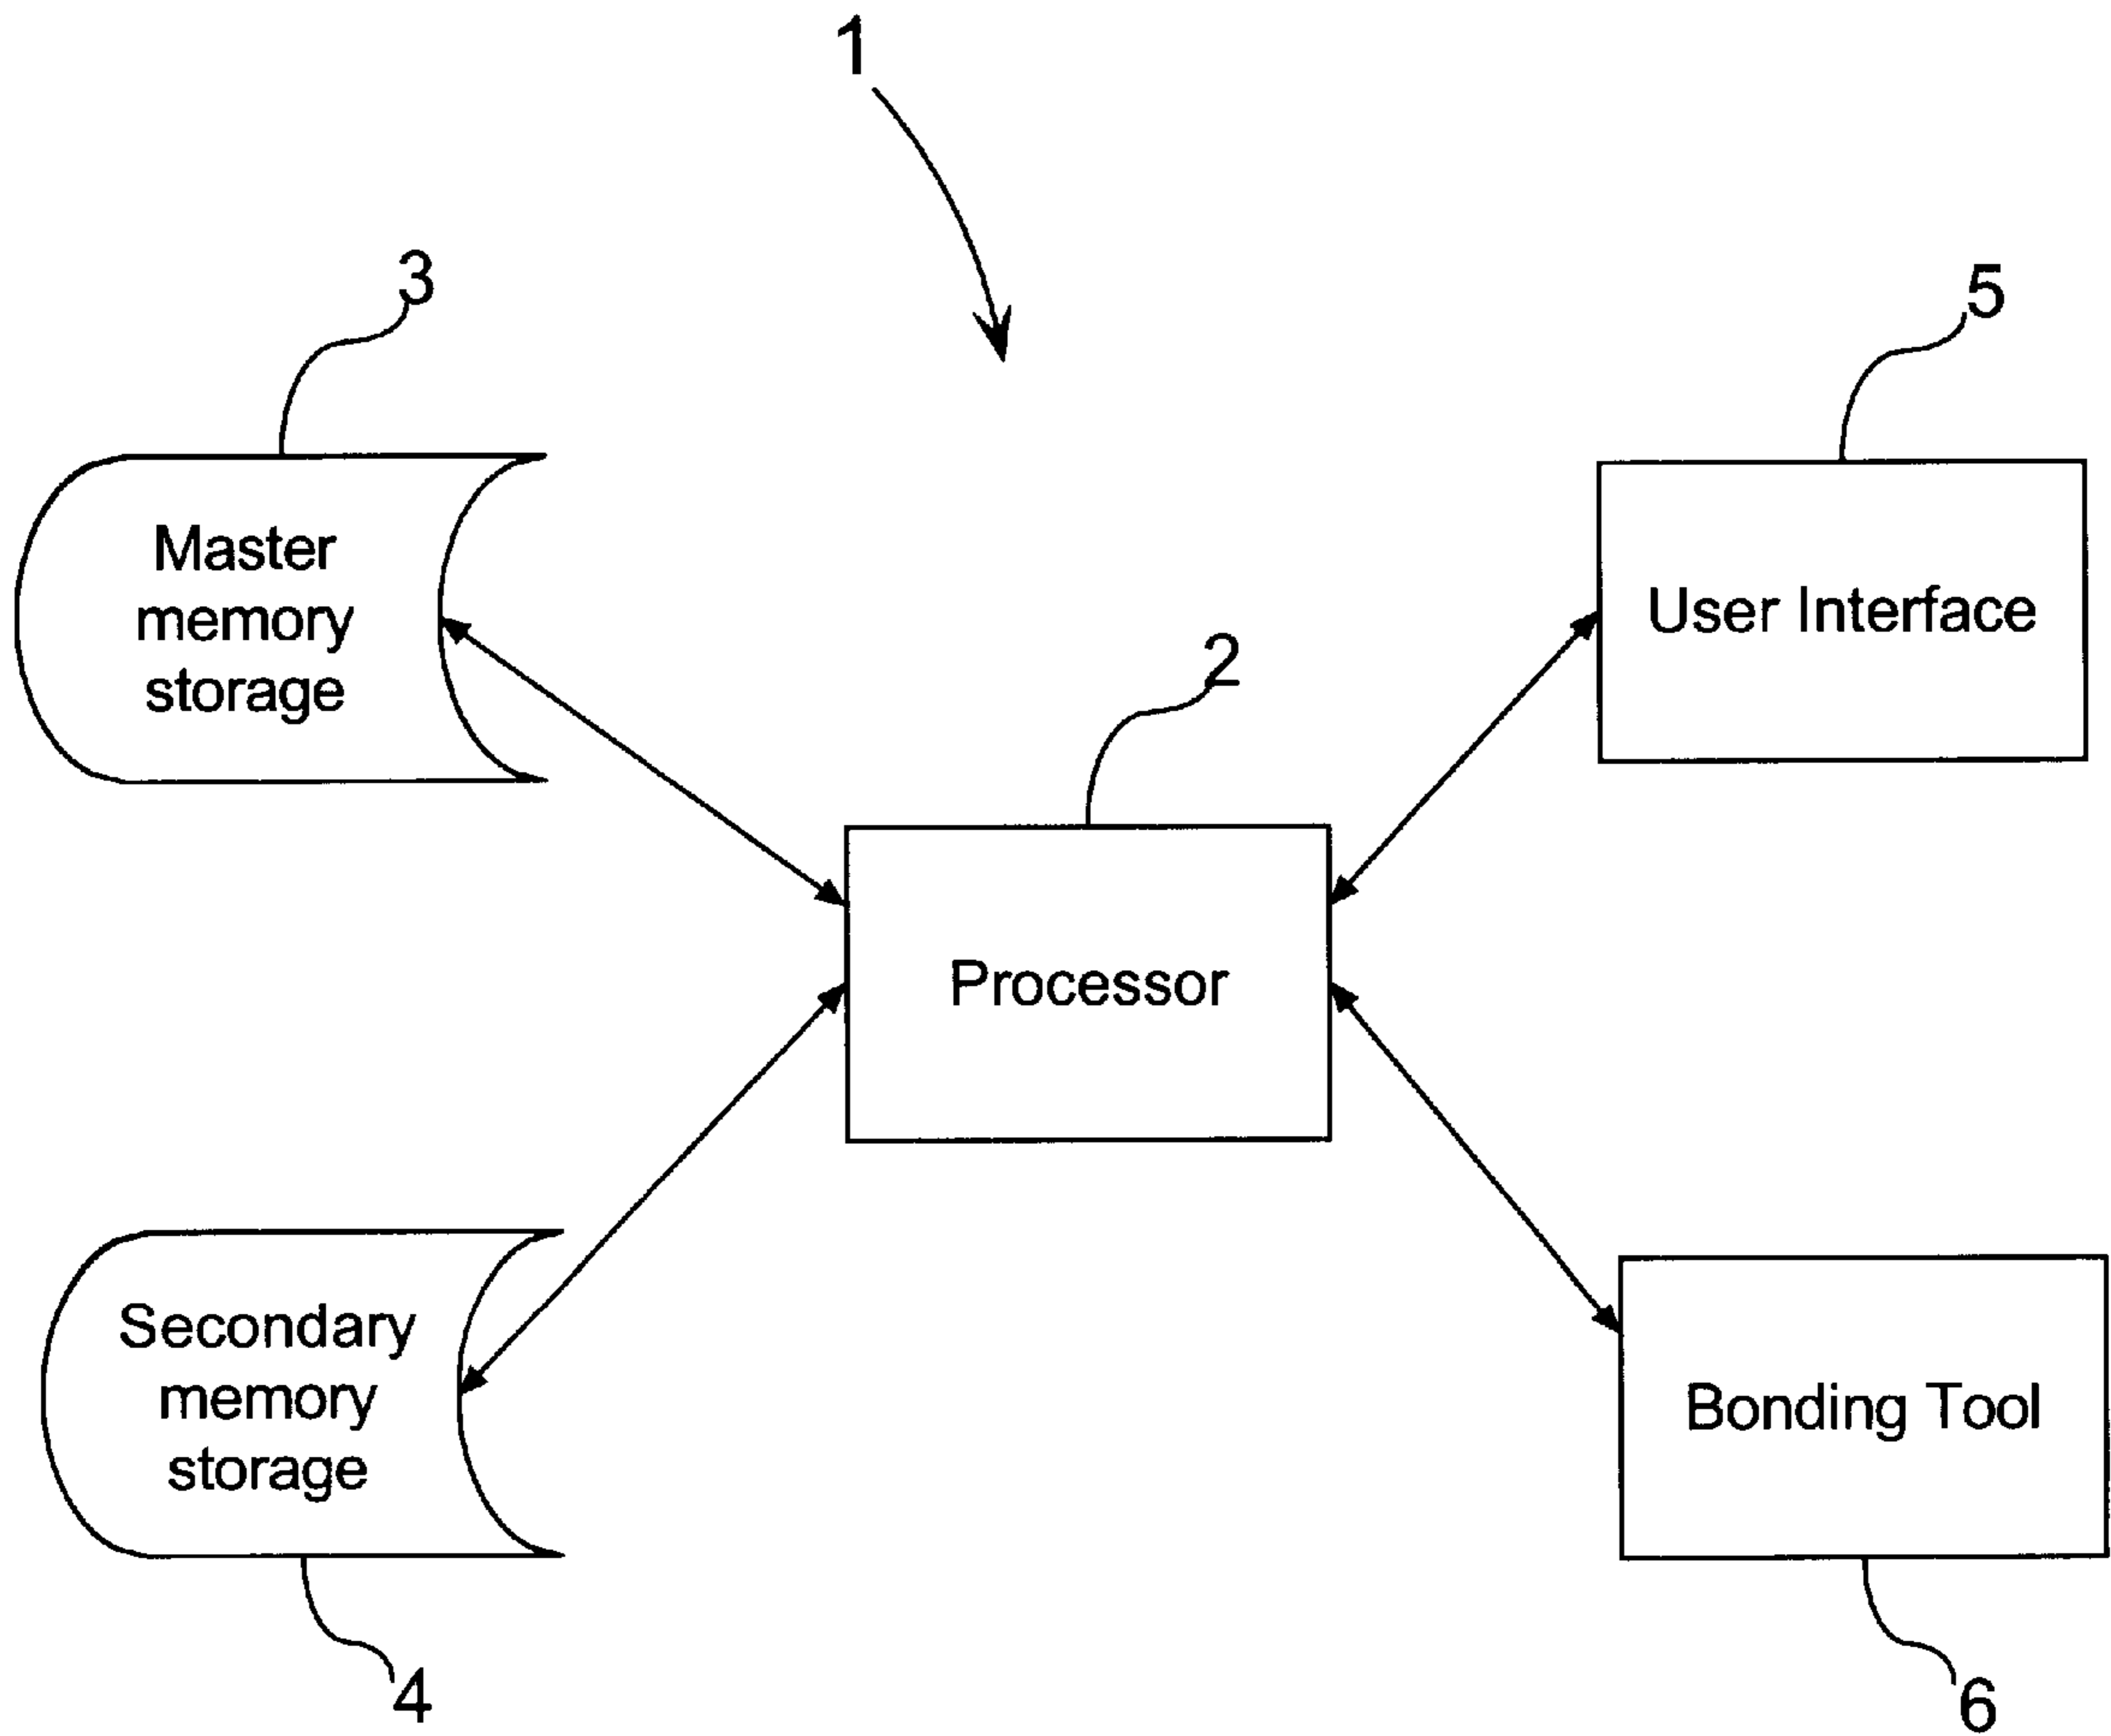 1
3
5
Master
memory
storage
User Interface
2
Processor
Secondary
memory
storage
Bonding Tool
4
6